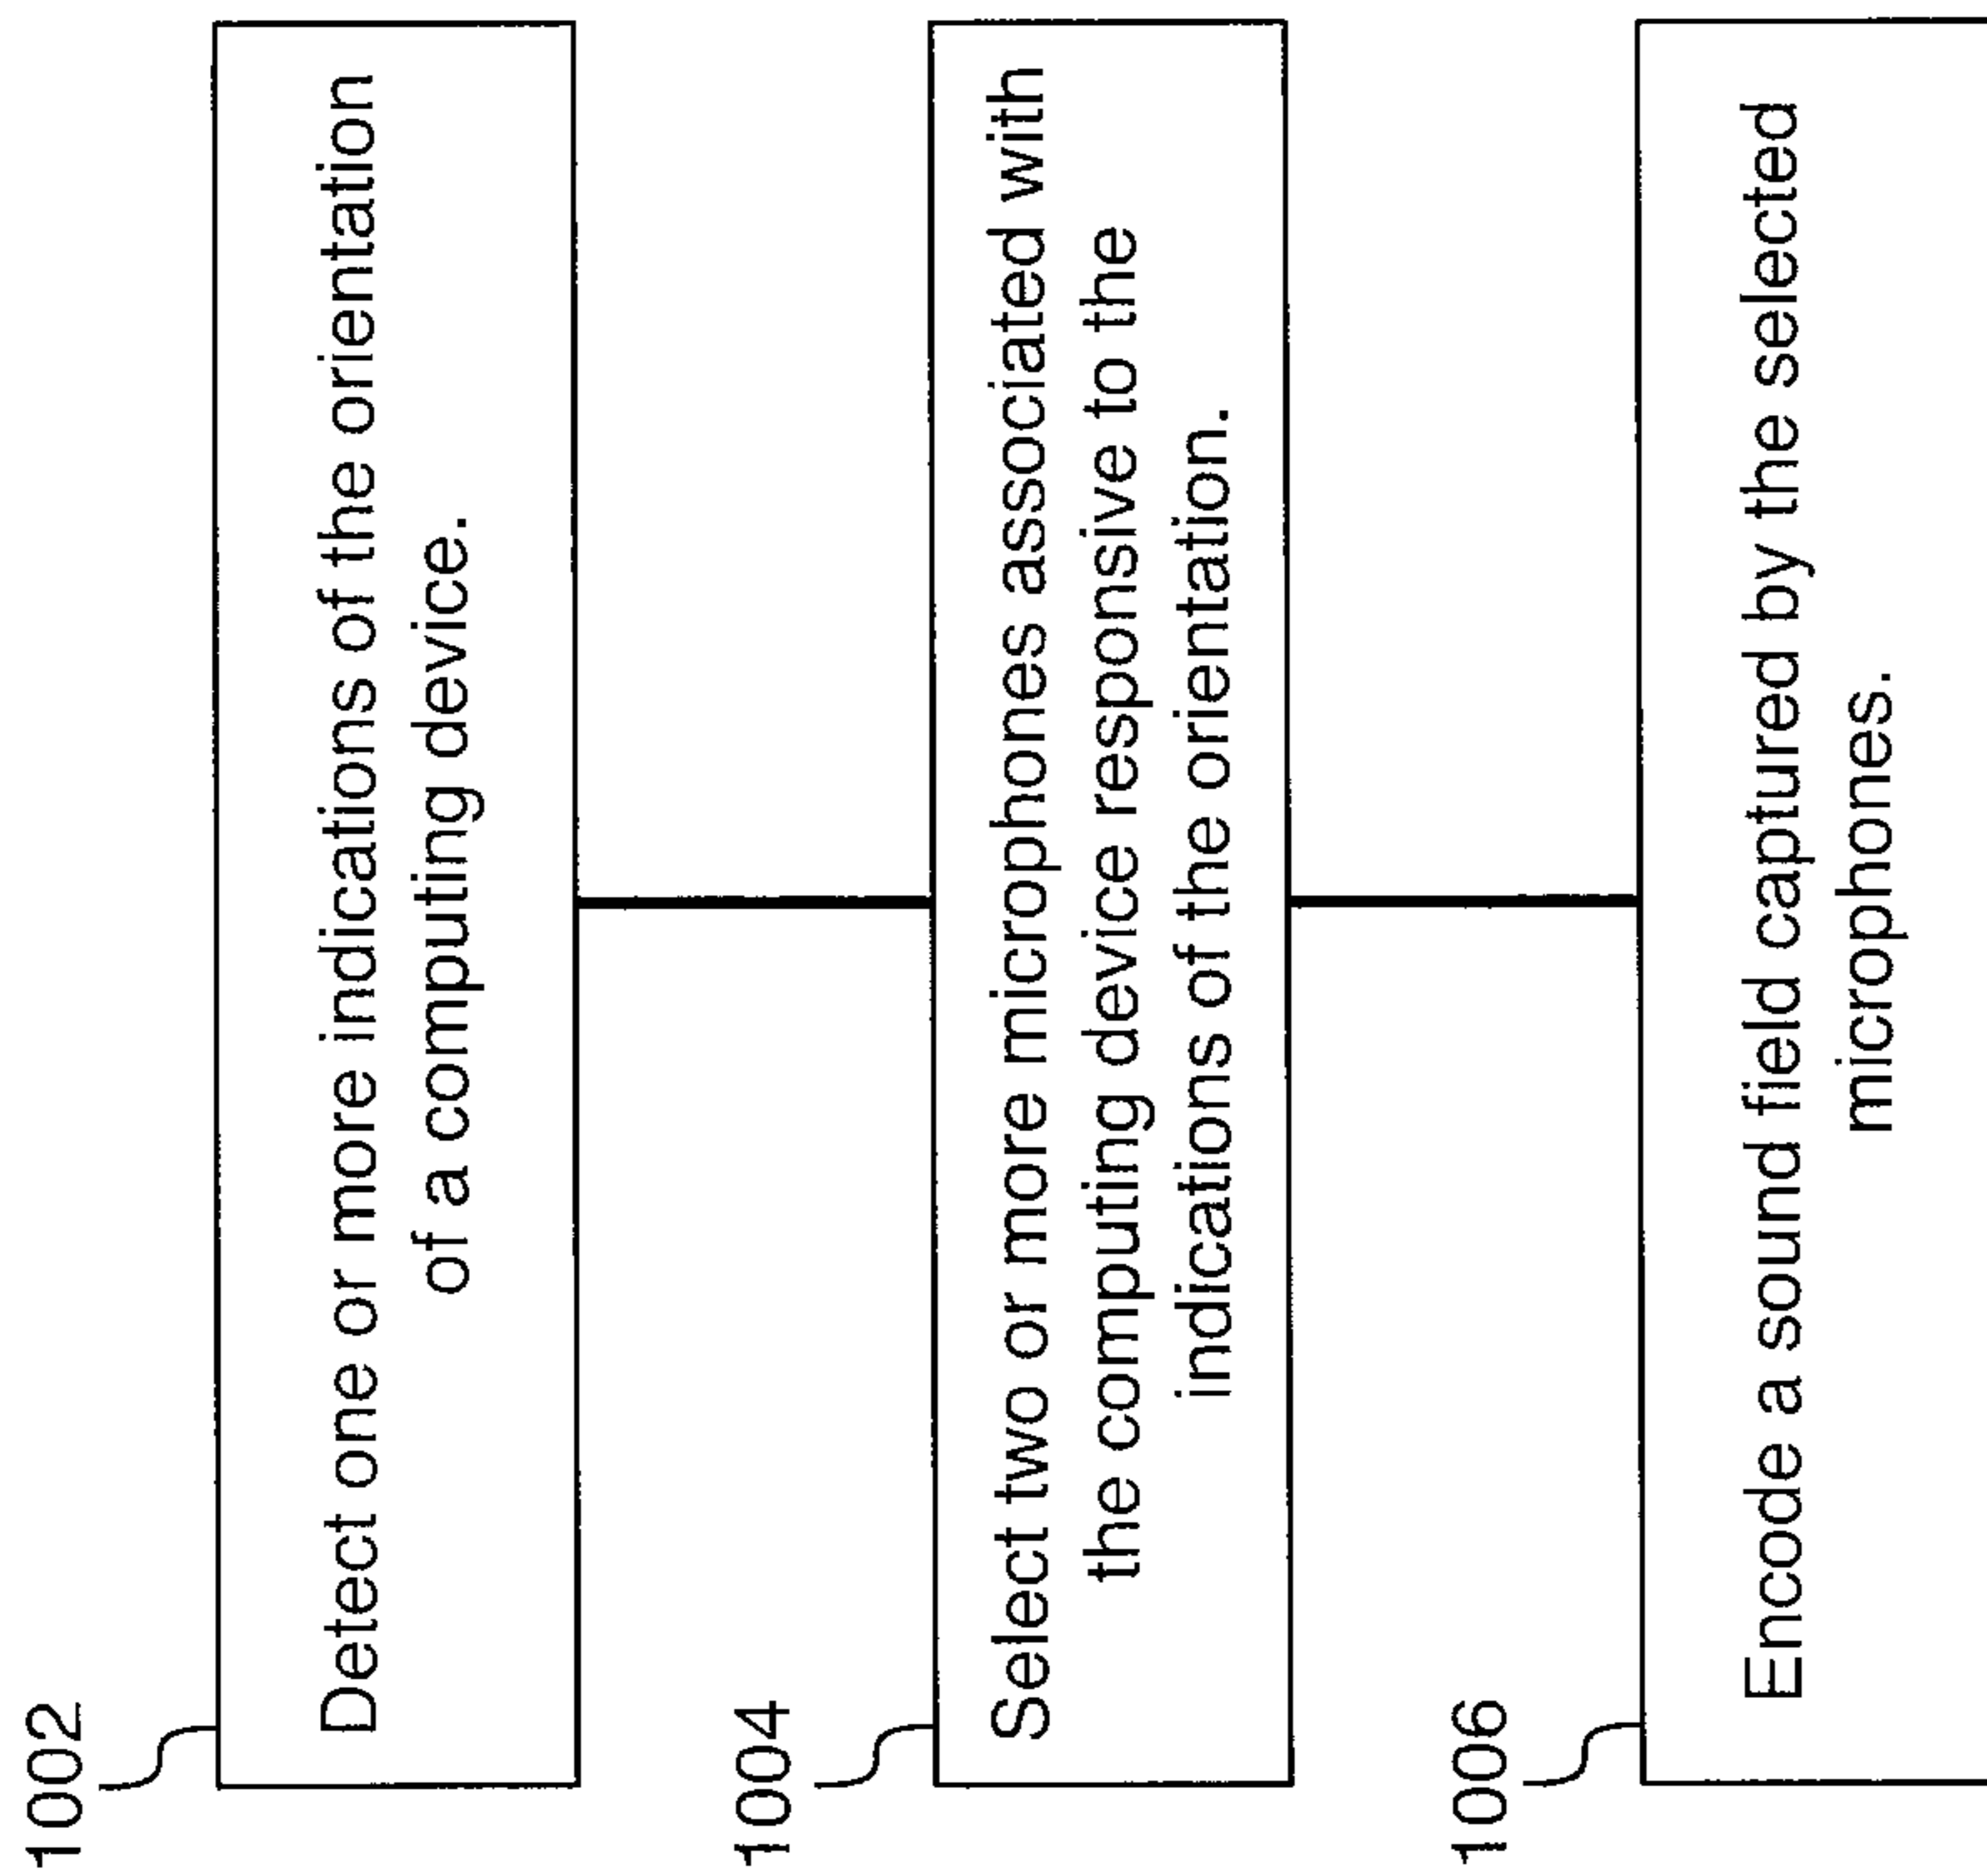 1002
Detect one or more indications of the orientation
of a computing device.
1004
Select two or more microphones associated with
the computing device responsive to the
indications of the orientation.
1006
Encode a sound field captured by the selected
microphones.